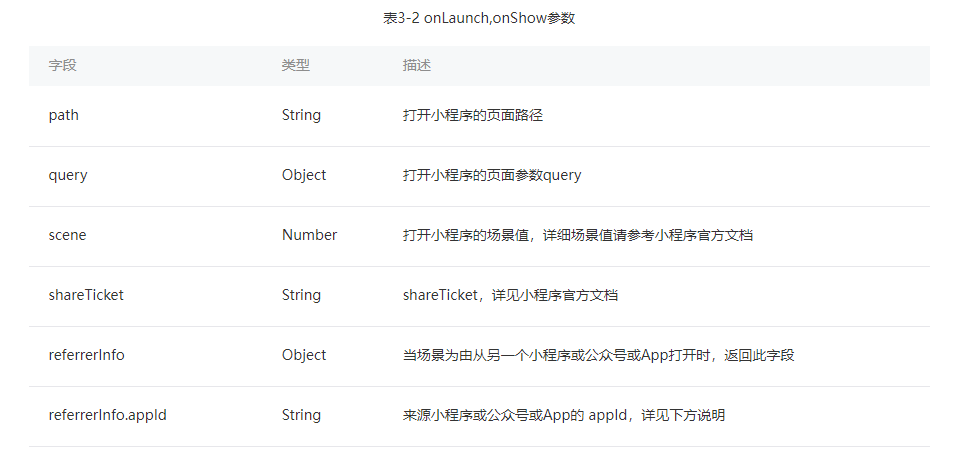 表3-2 onLaunch,onShow参数
字段 类型 描述
path String 打开小程序的页面路径
query Object 打开小程序的页面参数query
scene Number 打开小程序的场景值，详细场景值请参考小程序官方文档
shareTicket String shareTicket，详见小程序官方文档
referrerInfo Object 当场景为由从另一个小程序或公众号或App打开时，返回此字段
referrerInfo.appId String 来源小程序或公众号或App的 appId，详见下方说明